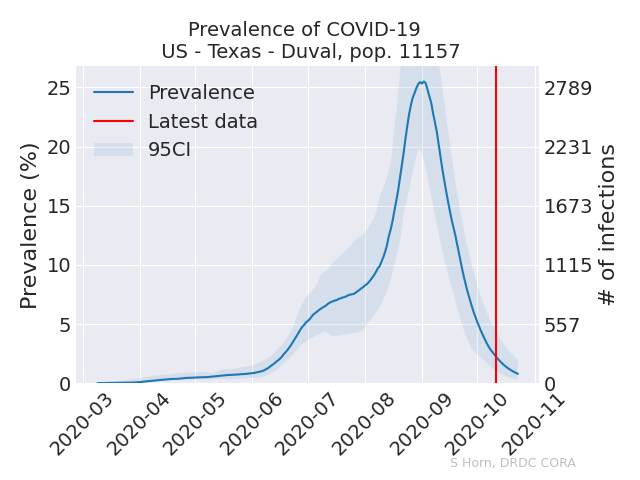 Prevalence of COVID-19
US - Texas - Duval, pop. 11157
Prevalence
Latest data
95CI
Prevalence (%)
25
20
15
10
5
0
2789
2231
1673
1115
557
0
# of infections
2020-03
2020-04
2020-05
2020-06
2020-07
2020-08
2020-09
2020-10
2020-11
S Horn, DRDC CORA